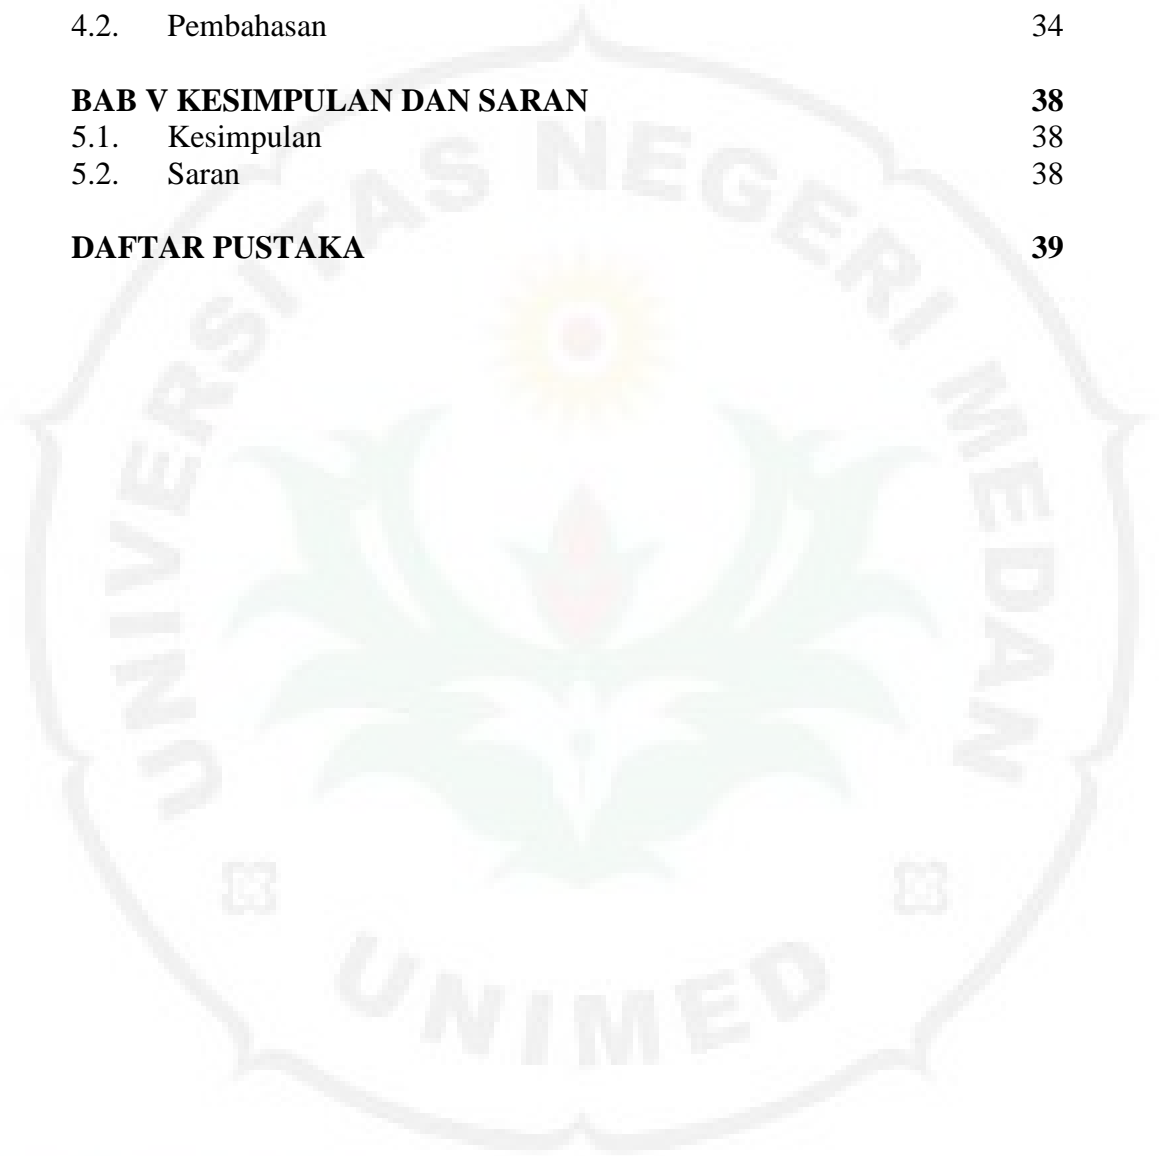 4.2. Pembahasan 34
BAB V KESIMPULAN DAN SARAN 38
5.1. Kesimpulan 38
5.2. Saran 38
DAFTAR PUSTAKA 39
UNIVERSITAS NEGERI MEDAN
UNIMED